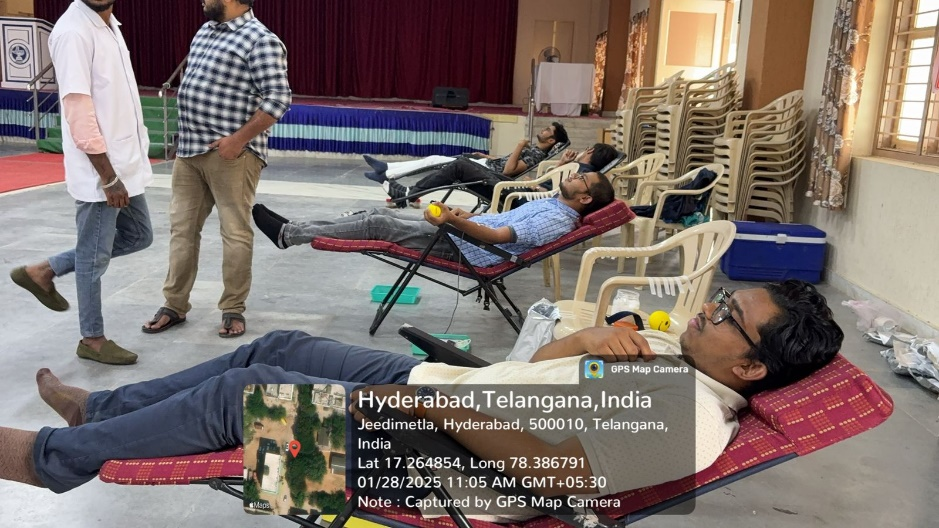 GPS Map Camera
Hyderabad,Telangana,India
Jeedimetla, Hyderabad, 500010, Telangana,
India
Lat 17.264854, Long 78.386791
01/28/2025 11:05 AM GMT+05:30
Note : Captured by GPS Map Camera
Maps